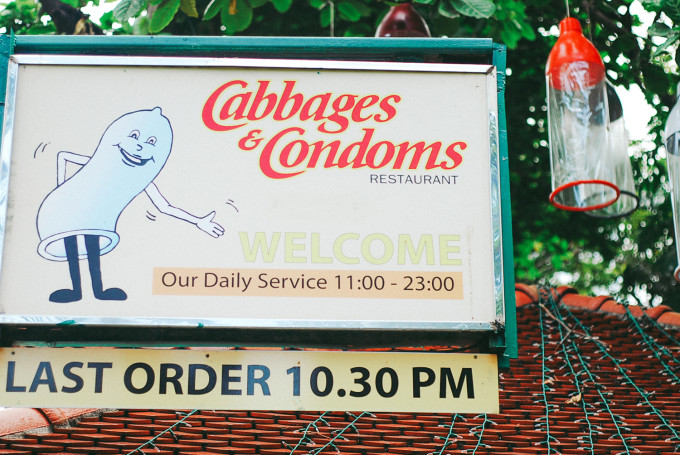 Cabbages
& Condoms
RESTAURANT
WELCOME
Our Daily Service 11:00 - 23:00
LAST ORDER 10.30 PM